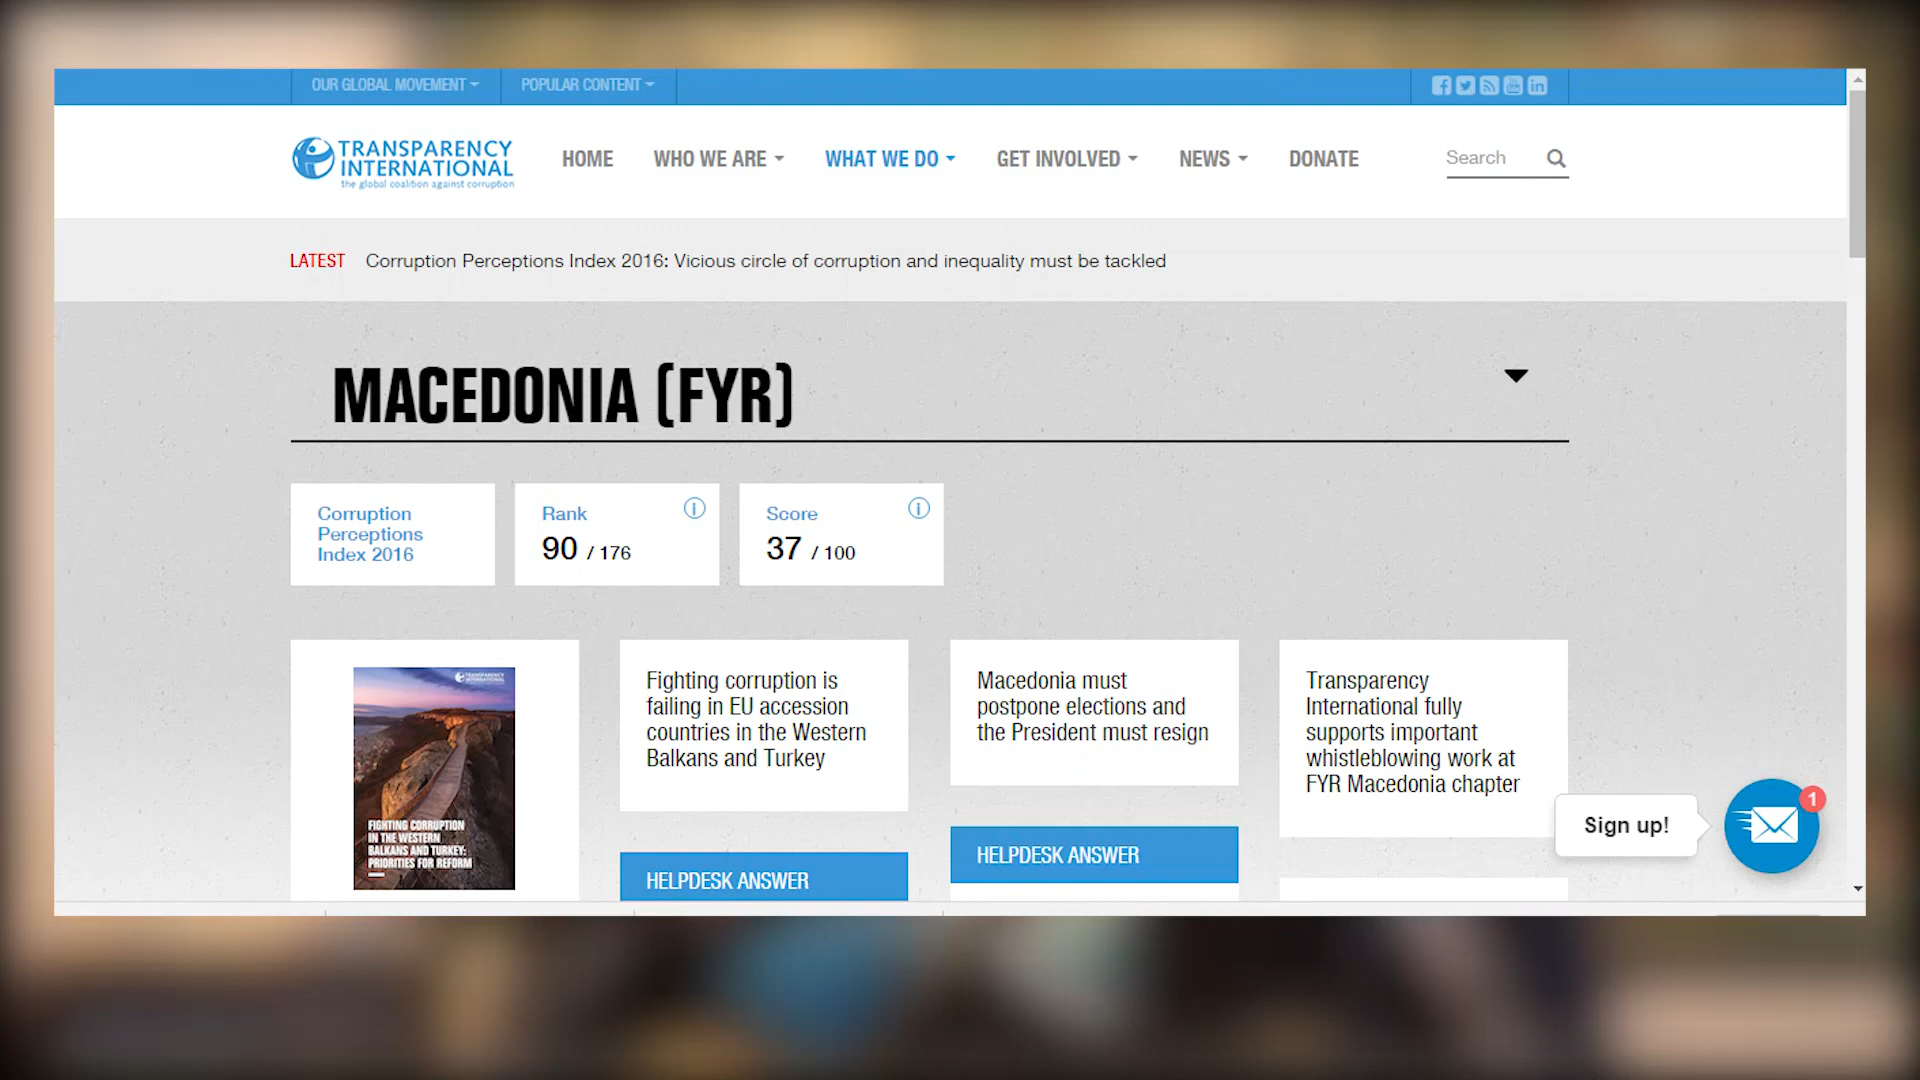 OUR GLOBAL MOVEMENT
POPULAR CONTENT
TRANSPARENCY
INTERNATIONAL
the global coalition against corruption
HOME
WHO WE ARE
WHAT WE DO
GET INVOLVED
NEWS
DONATE
Search
LATEST
Corruption Perceptions Index 2016: Vicious circle of corruption and inequality must be tackled
MACEDONIA (FYR)
Corruption
Perceptions
Index 2016
Rank
90 / 176
Score
37 / 100
TRANSPARENCY
INTERNATIONAL
FIGHTING CORRUPTION
IN THE WESTERN
BALKANS AND TURKEY:
PRIORITIES FOR REFORM
Fighting corruption is
failing in EU accession
countries in the Western
Balkans and Turkey
HELPDESK ANSWER
Macedonia must
postpone elections and
the President must resign
HELPDESK ANSWER
Transparency
International fully
supports important
whistleblowing work at
FYR Macedonia chapter
Sign up!
1